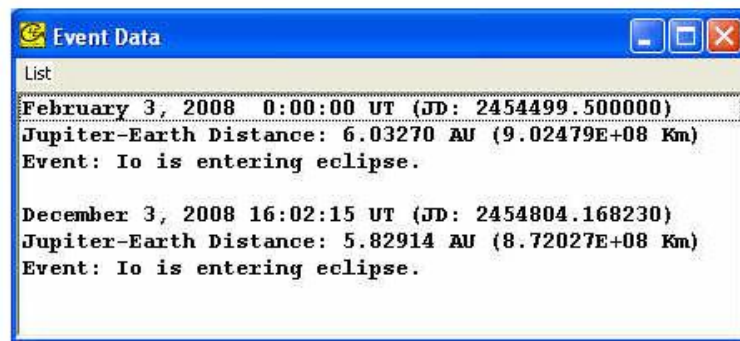 Event Data
List
February 3, 2008  0:00:00 UT (JD: 2454499.500000)
Jupiter-Earth Distance: 6.03270 AU (9.02479E+08 Km)
Event: Io is entering eclipse.
December 3, 2008 16:02:15 UT (JD: 2454804.168230)
Jupiter-Earth Distance: 5.82914 AU (8.72027E+08 Km)
Event: Io is entering eclipse.